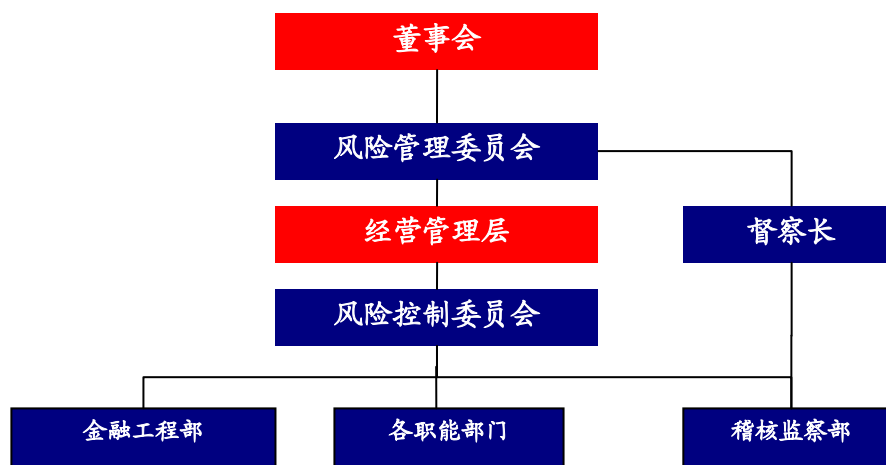 董事会
风险管理委员会
经营管理层
督察长
风险控制委员会
金融工程部
各职能部门
稽核监察部